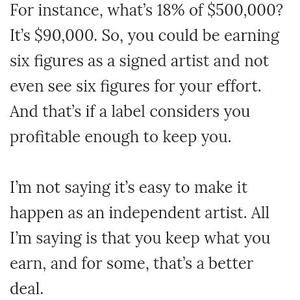 For instance, what’s 18% of $500,000?
It’s $90,000. So, you could be earning
six figures as a signed artist and not
even see six figures for your effort.
And that’s if a label considers you
profitable enough to keep you.
I’m not saying it’s easy to make it
happen as an independent artist. All
I’m saying is that you keep what you
earn, and for some, that’s a better
deal.